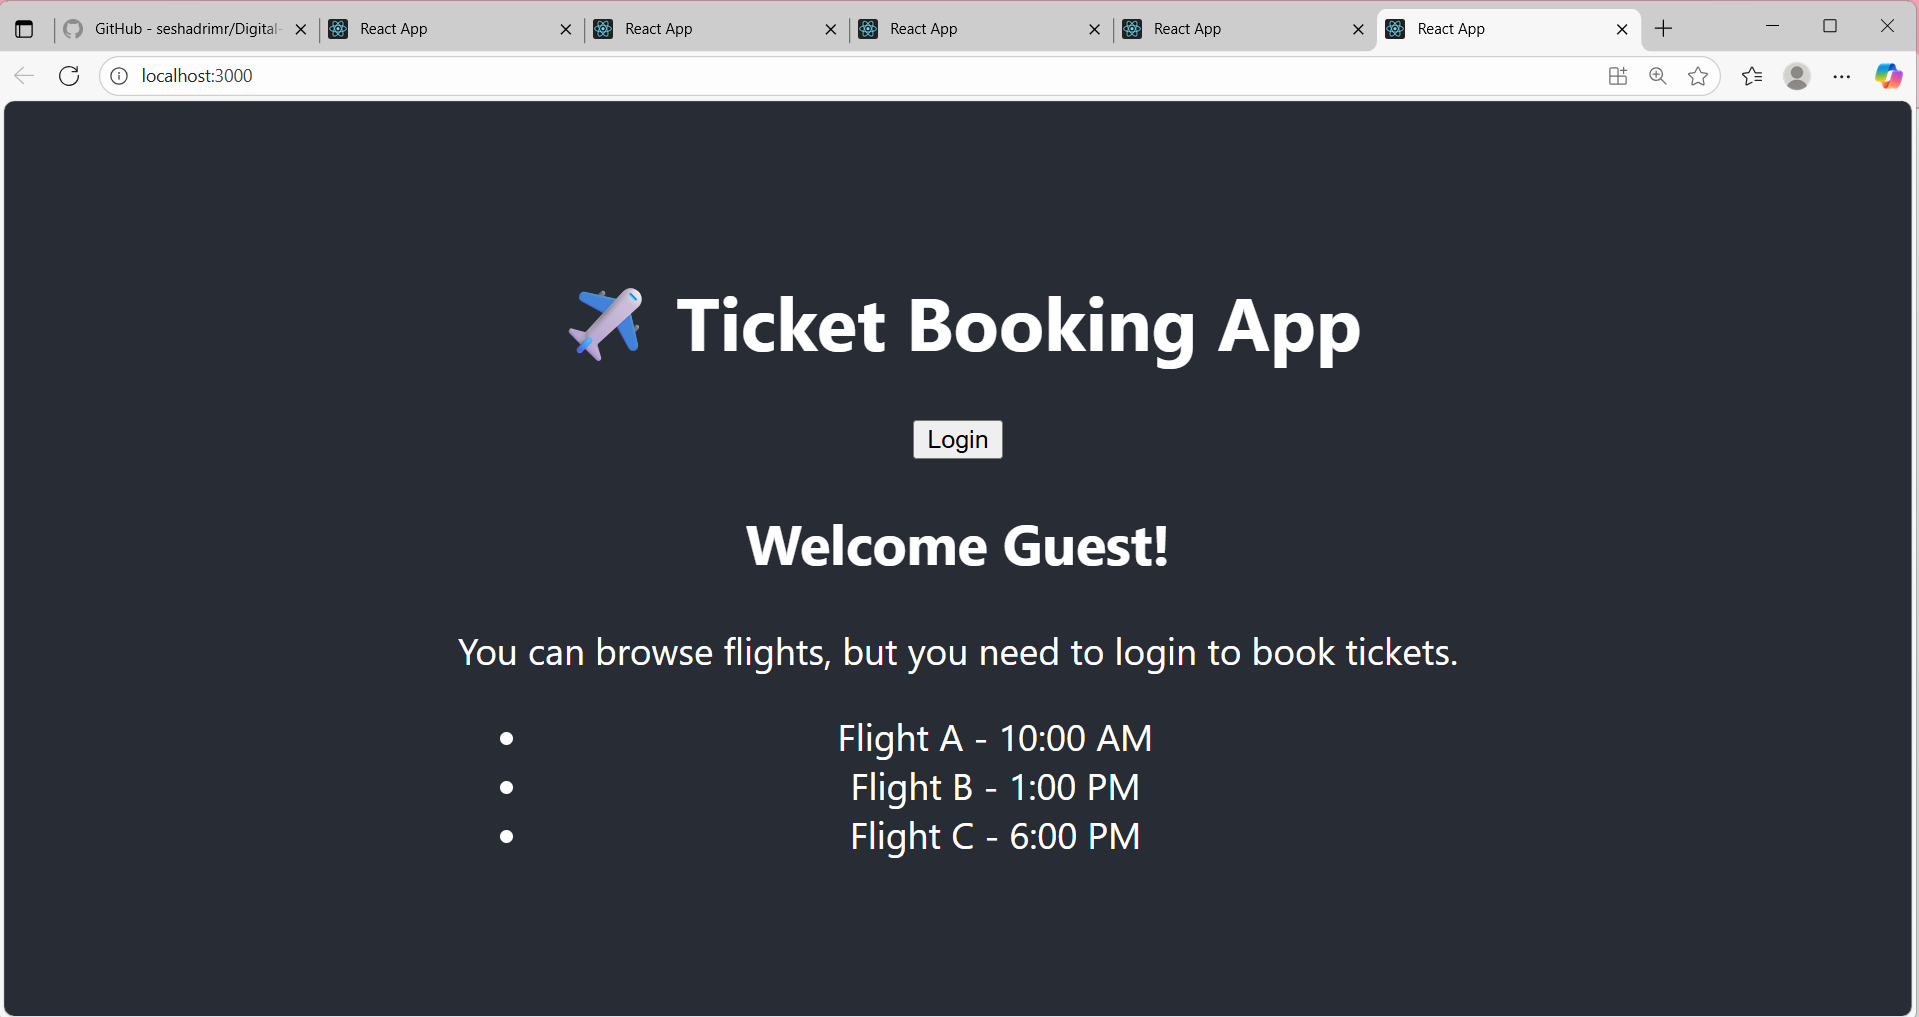 GitHub - seshadrimr/Digital-
React App
React App
React App
React App
React App
localhost:3000
Ticket Booking App
Login
Welcome Guest!
You can browse flights, but you need to login to book tickets.
• Flight A - 10:00 AM
• Flight B - 1:00 PM
• Flight C - 6:00 PM